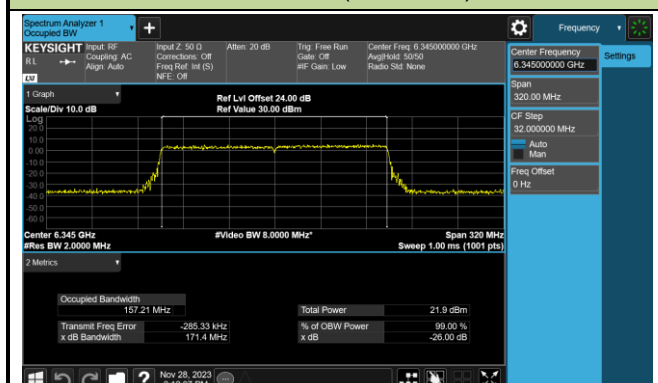 Spectrum Analyzer 1
Occupied BW
+
Frequency
KEYSIGHT
RL
LXI
Input: RF
Coupling: AC
Align: Auto
Input Z: 50 Ω
Corrections: Off
Freq Ref: Int (S)
NFE: Off
Atten: 20 dB
Trig: Free Run
Gate: Off
#IF Gain: Low
Center Freq: 6.345000000 GHz
Avg|Hold: 50/50
Radio Std: None
Center Frequency
6.345000000 GHz
Settings
Span
320.00 MHz
CF Step
32.000000 MHz
Auto
Man
Freq Offset
0 Hz
1 Graph
Scale/Div 10.0 dB
Ref Lvl Offset 24.00 dB
Ref Value 30.00 dBm
Log
20.0
10.0
0.00
-10.0
-20.0
-30.0
-40.0
-50.0
-60.0
Center 6.345 GHz
#Video BW 8.0000 MHz*
Span 320 MHz
#Res BW 2.0000 MHz
Sweep 1.00 ms (1001 pts)
2 Metrics
Occupied Bandwidth
157.21 MHz
Total Power 21.9 dBm
Transmit Freq Error -285.33 kHz
% of OBW Power 99.00 %
x dB Bandwidth 171.4 MHz
x dB -26.00 dB
?
Nov 28, 2023